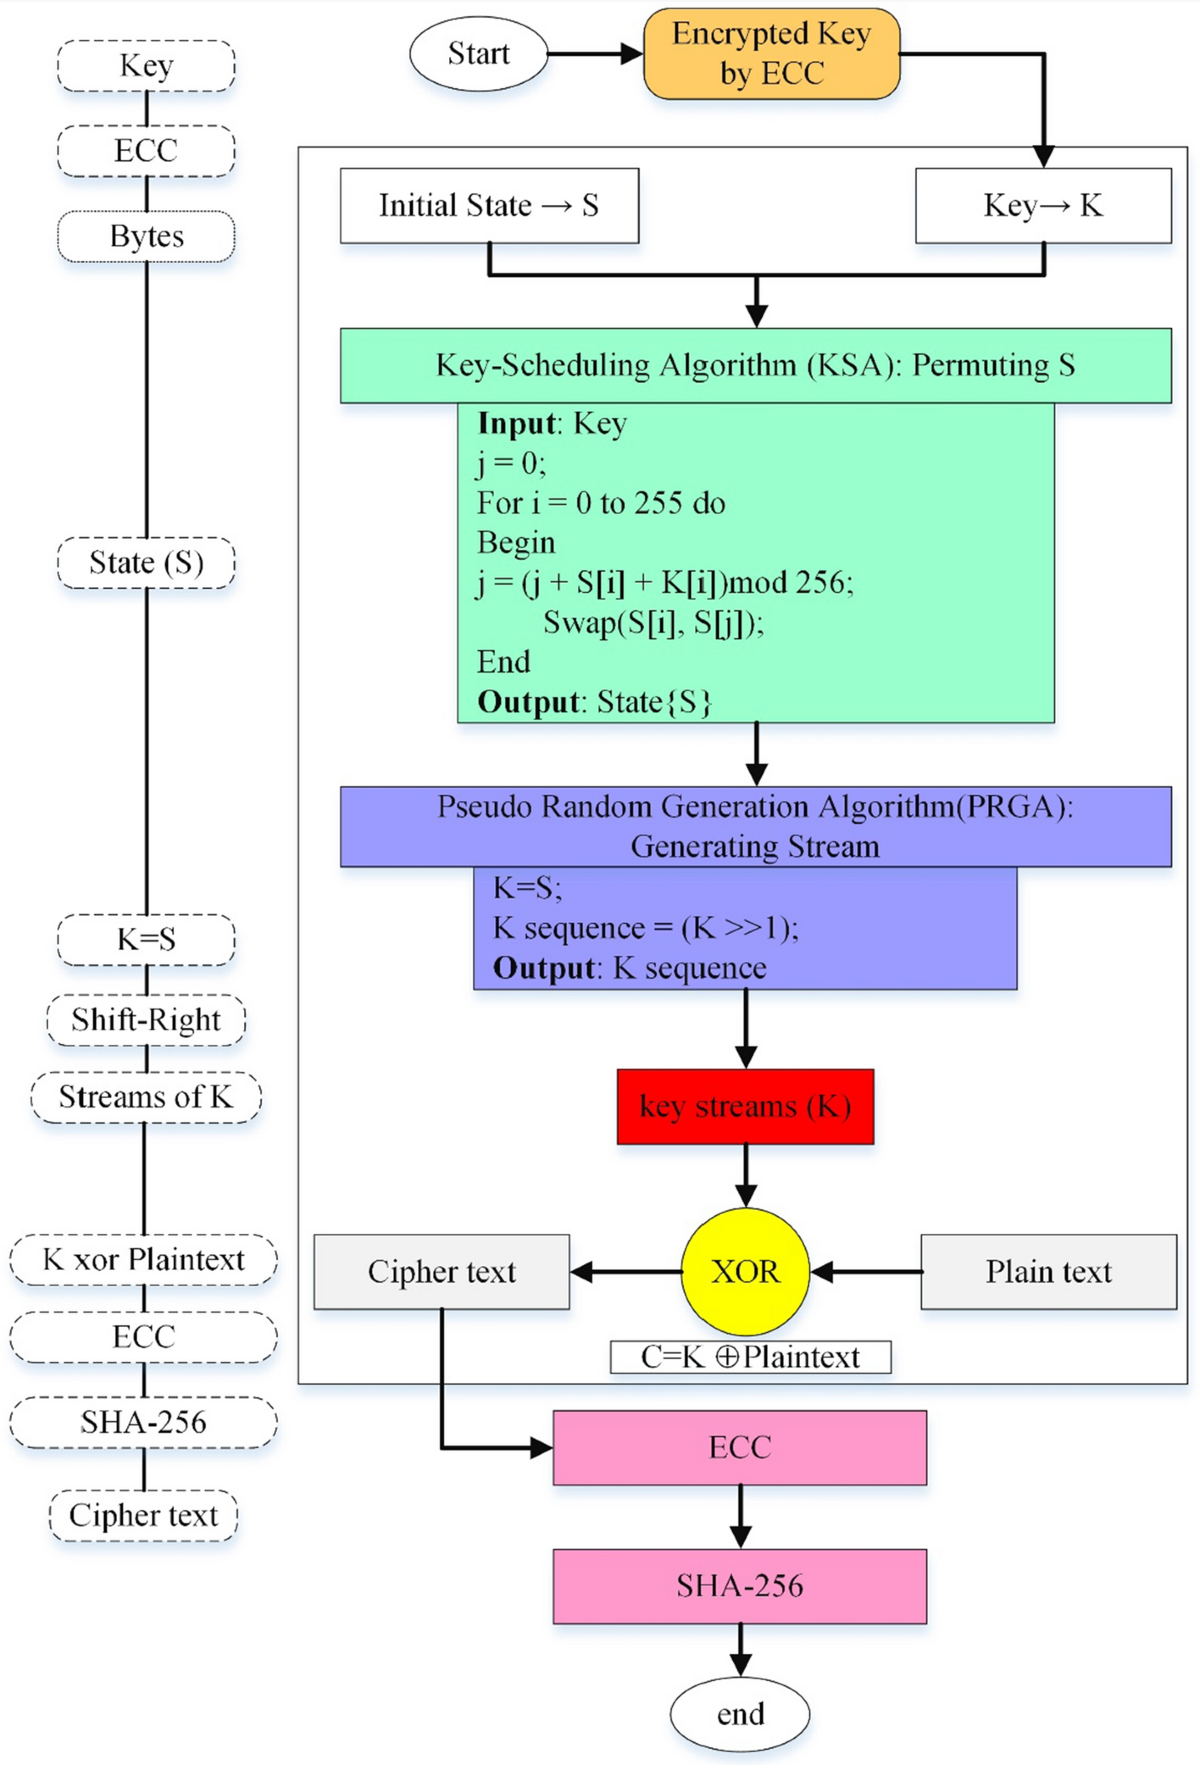 Key
ECC
Bytes
State (S)
K=S
Shift-Right
Streams of K
K xor Plaintext
ECC
SHA-256
Cipher text
Start
Encrypted Key
by ECC
Initial State → S
Key→ K
Key-Scheduling Algorithm (KSA): Permuting S
Input: Key
j = 0;
For i = 0 to 255 do
Begin
j = (j + S[i] + K[i])mod 256;
Swap(S[i], S[j]);
End
Output: State{S}
Pseudo Random Generation Algorithm(PRGA):
Generating Stream
K=S;
K sequence = (K >>1);
Output: K sequence
key streams (K)
Cipher text
XOR
Plain text
C=K ⊕Plaintext
ECC
SHA-256
end